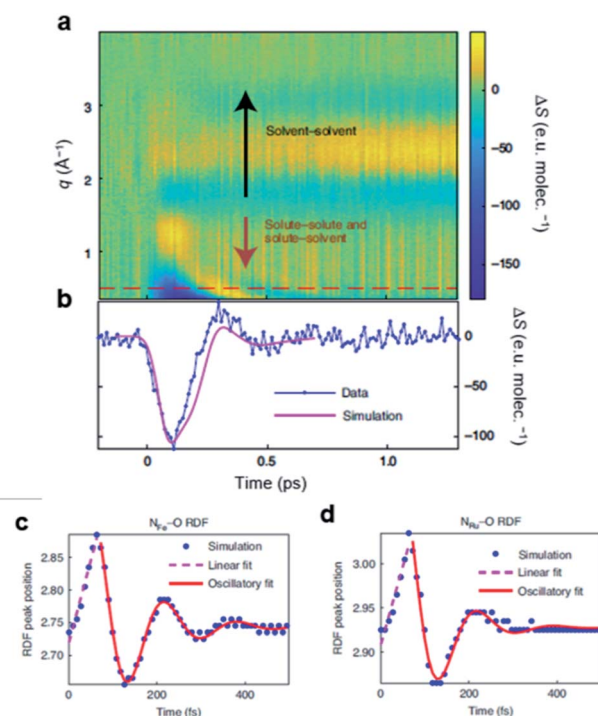 a
3
2
1
q (Å⁻¹)
Solvent–solvent
Solute–solute and
solute–solvent
0
−50
−100
−150
ΔS (e.u. molec. ⁻¹)
b
Data
Simulation
0
−50
−100
ΔS (e.u. molec. ⁻¹)
0
0.5
1.0
Time (ps)
c
N_Fe–O RDF
Simulation
Linear fit
Oscillatory fit
RDF peak position
2.85
2.80
2.75
2.70
0
200
400
Time (fs)
d
N_Ru–O RDF
Simulation
Linear fit
Oscillatory fit
RDF peak position
3.00
2.95
2.90
0
200
400
Time (fs)